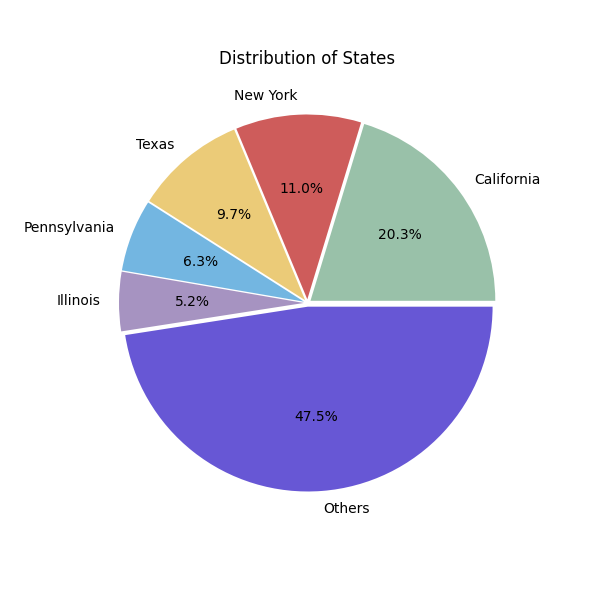 Distribution of States
New York
Texas
California
Pennsylvania
Illinois
Others
11.0%
9.7%
20.3%
6.3%
5.2%
47.5%